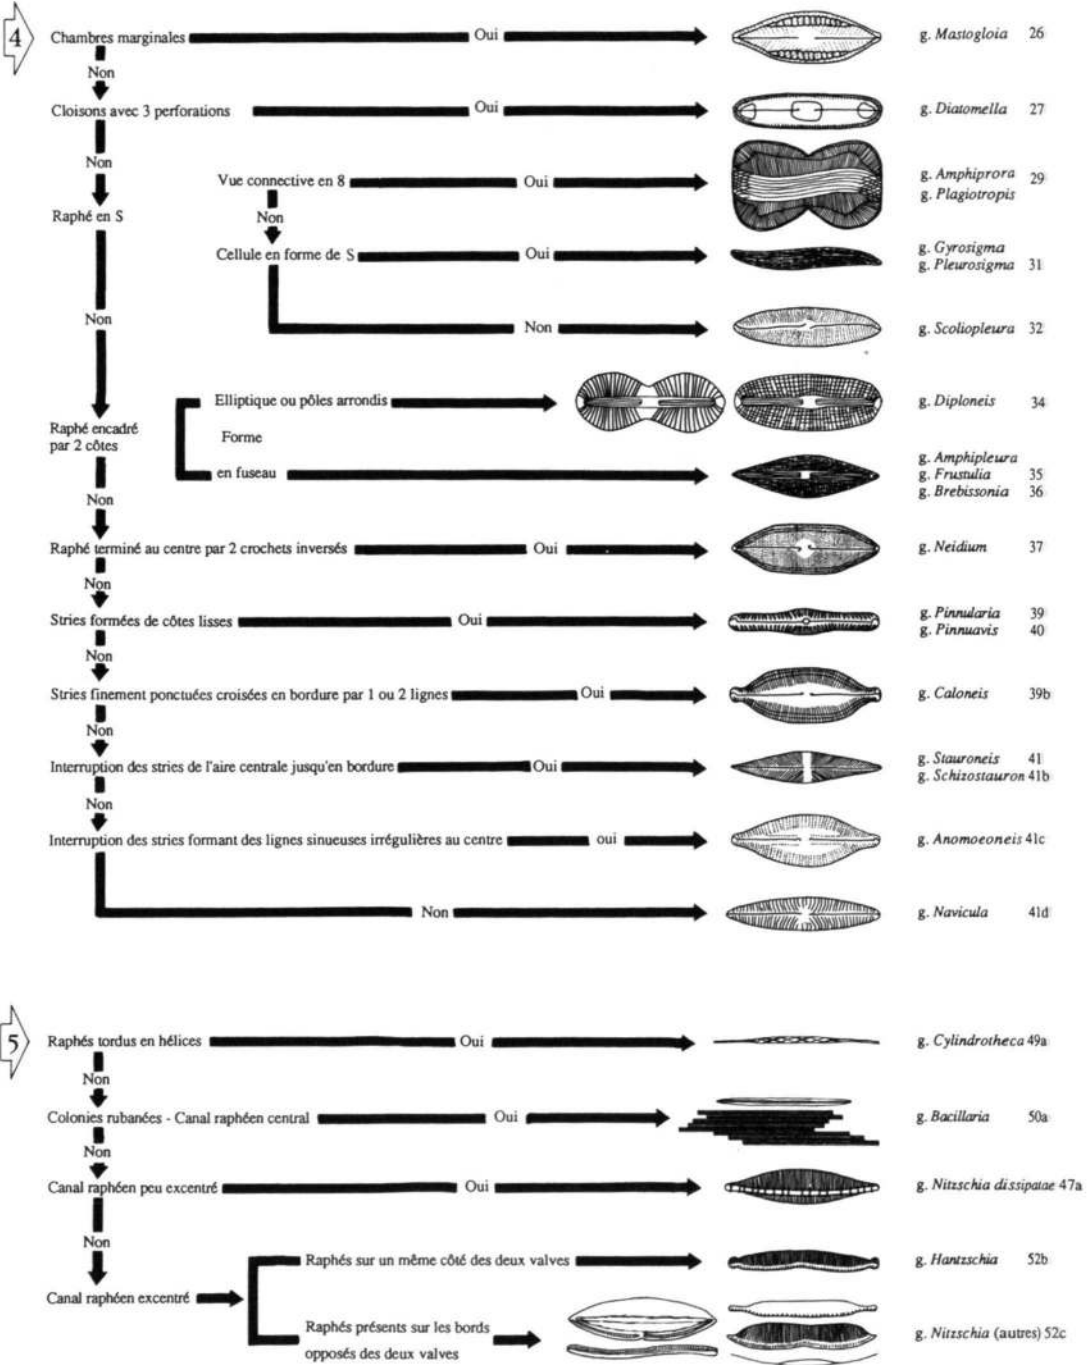 4
Chambres marginales Oui g. Mastogloia 26
Non
Cloisons avec 3 perforations Oui g. Diatomella 27
Non
Vue connective en 8 Oui g. Amphiprora 29
g. Plagiotropis
Raphé en S
Non
Cellule en forme de S Oui g. Gyrosigma
g. Pleurosigma 31
Non
Non g. Scoliopleura 32
Elliptique ou pôles arrondis g. Diploneis 34
Raphé encadré
par 2 côtes
Forme
en fuseau g. Amphipleura
g. Frustulia 35
g. Brebissonia 36
Non
Raphé terminé au centre par 2 crochets inversés Oui g. Neidium 37
Non
Stries formées de côtes lisses Oui g. Pinnularia 39
g. Pinnuavis 40
Non
Stries finement ponctuées croisées en bordure par 1 ou 2 lignes Oui g. Caloneis 39b
Non
Interruption des stries de l'aire centrale jusqu'en bordure Oui g. Stauroneis 41
g. Schizostauron 41b
Non
Interruption des stries formant des lignes sinueuses irrégulières au centre oui g. Anomoeoneis 41c
Non g. Navicula 41d
5
Raphés tordus en hélices Oui g. Cylindrotheca 49a
Non
Colonies rubanées - Canal raphéen central Oui g. Bacillaria 50a
Non
Canal raphéen peu excentré Oui g. Nitzschia dissipatae 47a
Non
Raphés sur un même côté des deux valves g. Hantzschia 52b
Canal raphéen excentré
Raphés présents sur les bords
opposés des deux valves g. Nitzschia (autres) 52c